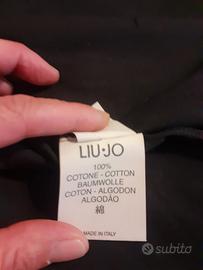 LIU·JO
100%
COTONE - COTTON
BAUMWOLLE
COTON - ALGODON
ALGODÃO
綿
MADE IN ITALY
subito